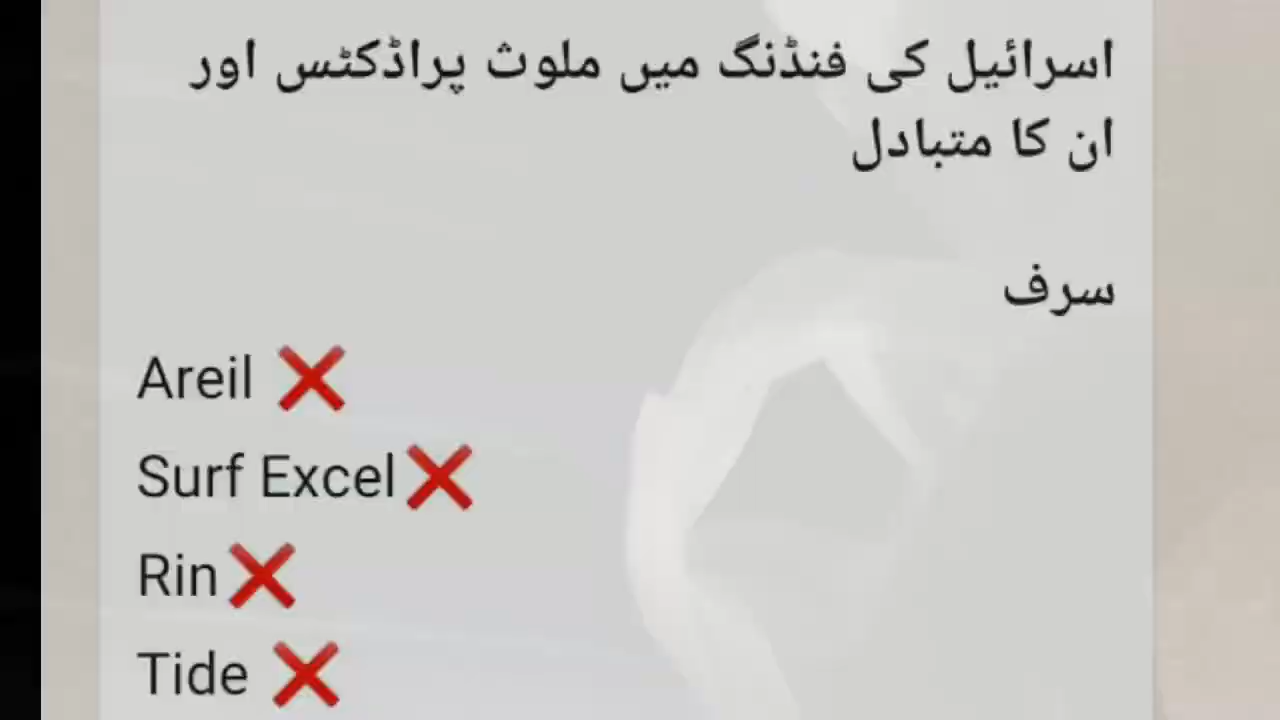 اسرائیل کی فنڈنگ میں ملوث پراڈکٹس اور
ان کا متبادل
سرف
Areil ❌
Surf Excel❌
Rin❌
Tide ❌